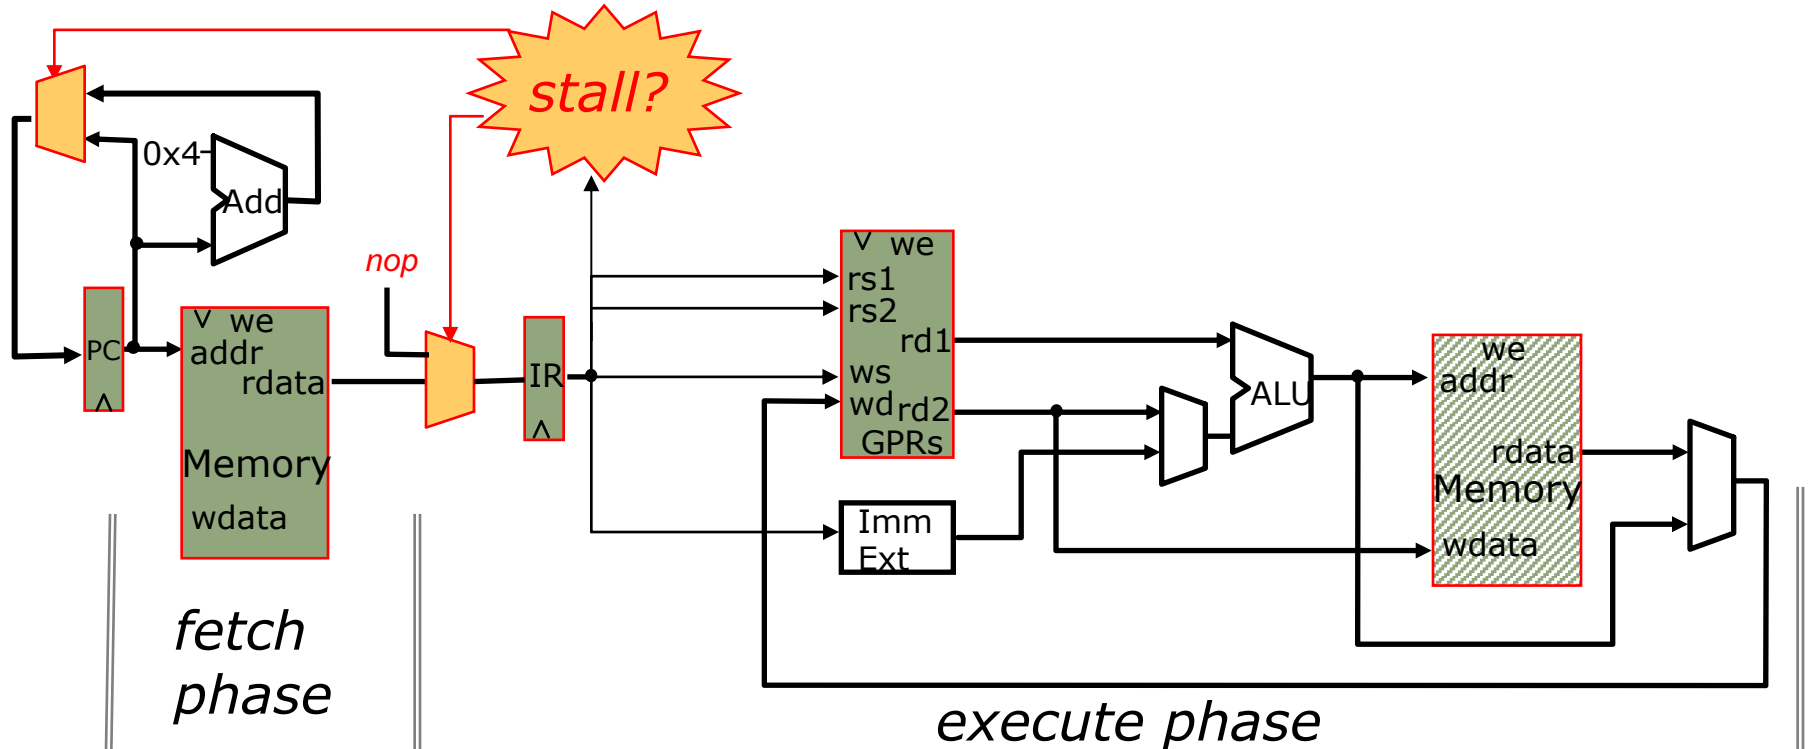 stall?
0x4
Add
nop
PC
we
addr
rdata
Memory
wdata
IR
we
rs1
rs2
rd1
ws
wd
rd2
GPRs
Imm
Ext
ALU
we
addr
rdata
Memory
wdata
fetch
phase
execute phase